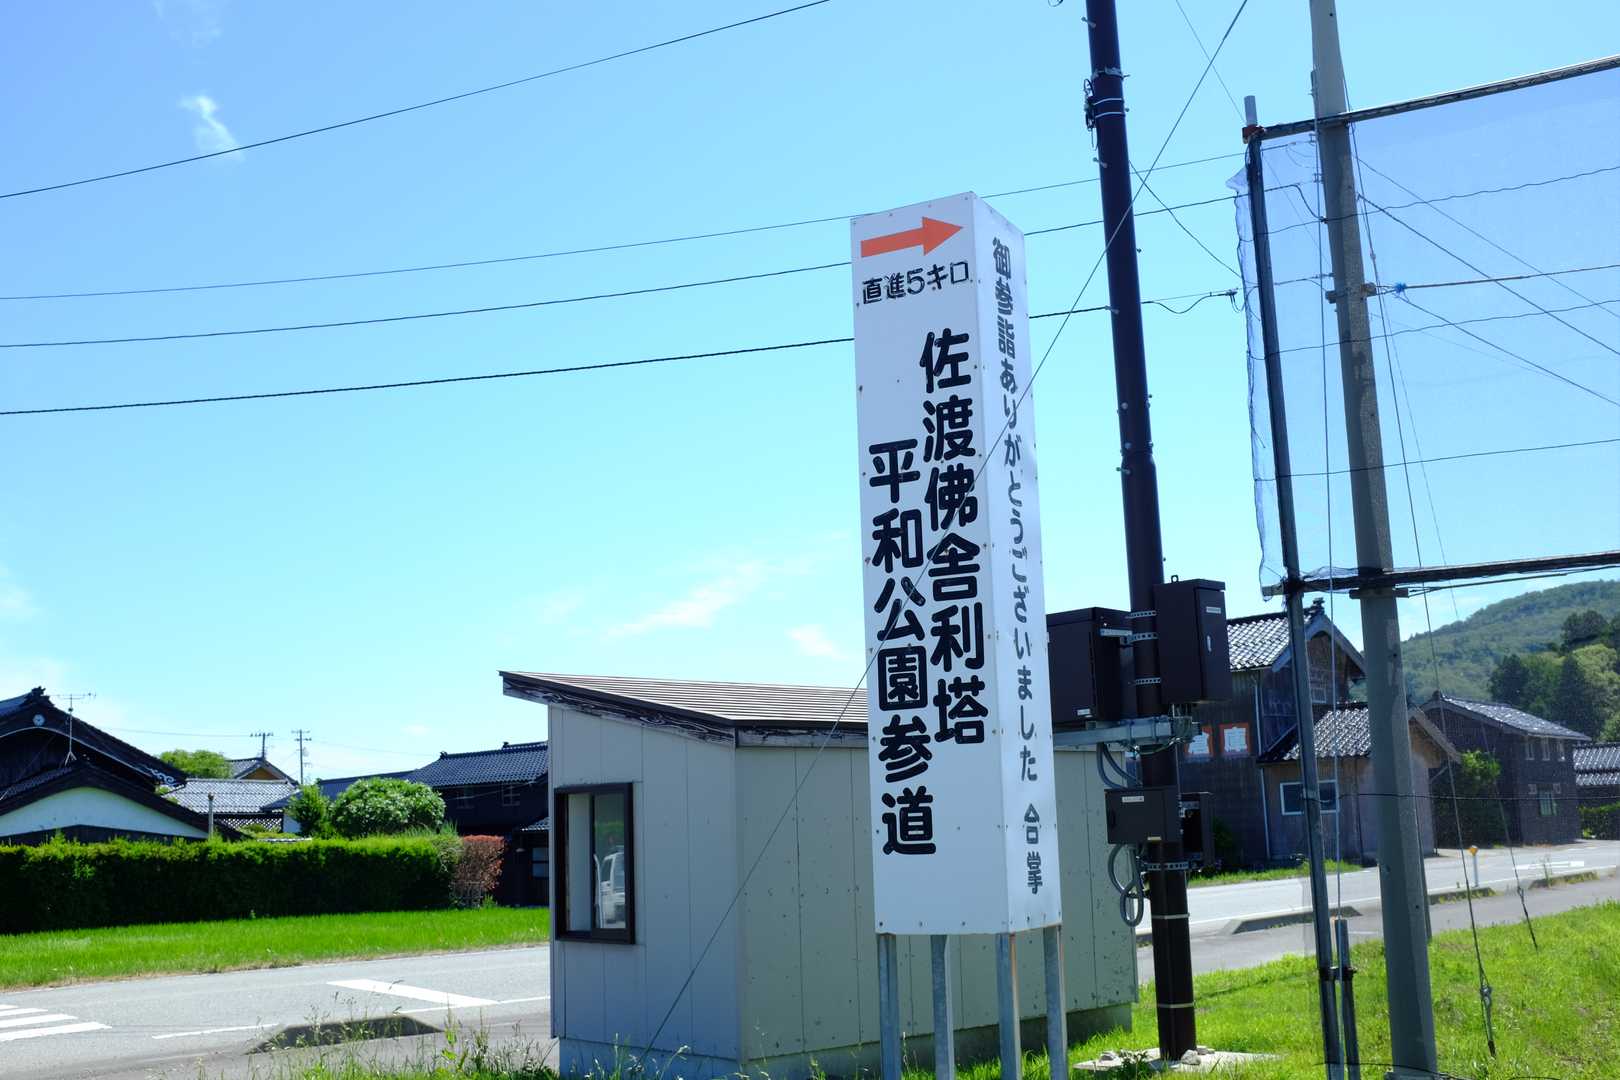 直進5キロ
佐渡佛舎利塔
平和公園参道
御参詣ありがとうございました 合掌